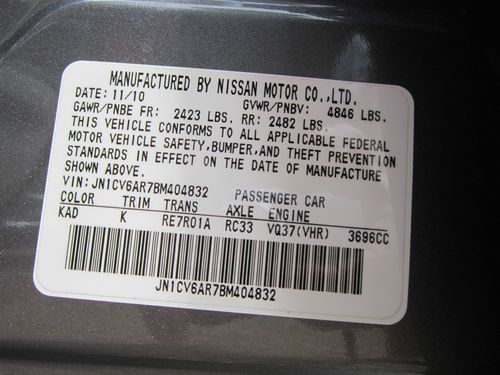 MANUFACTURED BY NISSAN MOTOR CO.,LTD.
DATE: 11/10 GVWR/PNBV: 4846 LBS.
GAWR/PNBE FR: 2423 LBS. RR: 2482 LBS.
THIS VEHICLE CONFORMS TO ALL APPLICABLE FEDERAL
MOTOR VEHICLE SAFETY,BUMPER,AND THEFT PREVENTION
STANDARDS IN EFFECT ON THE DATE OF MANUFACTURE
SHOWN ABOVE.
VIN: JN1CV6AR7BM404832 PASSENGER CAR
COLOR TRIM TRANS AXLE ENGINE
KAD K RE7R01A RC33 VQ37(VHR) 3696CC
JN1CV6AR7BM404832